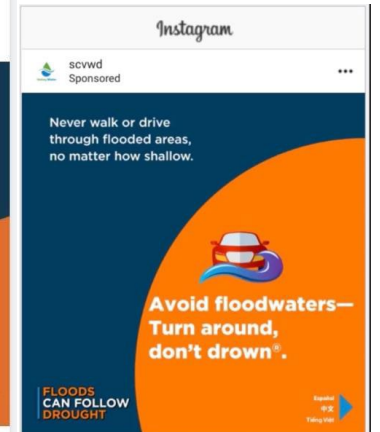 Instagram
scvwd
Sponsored
Never walk or drive
through flooded areas,
no matter how shallow.
Avoid floodwaters—
Turn around,
don't drown®.
FLOODS
CAN FOLLOW
DROUGHT
Español
中文
Tiếng Việt